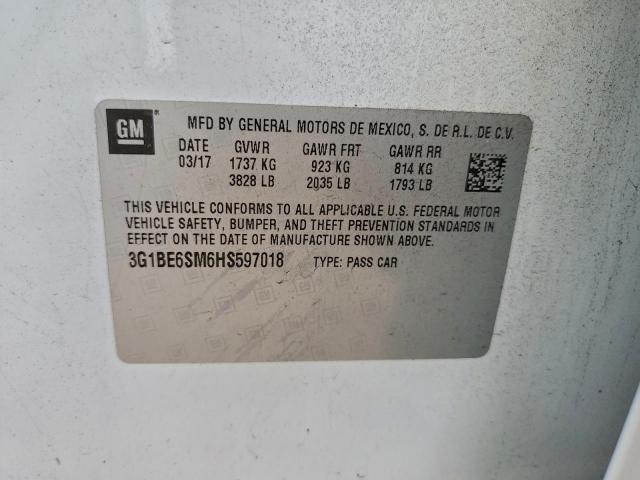 GM
MFD BY GENERAL MOTORS DE MEXICO, S. DE R.L. DE C.V.
DATE GVWR GAWR FRT GAWR RR
03/17 1737 KG 923 KG 814 KG
3828 LB 2035 LB 1793 LB
THIS VEHICLE CONFORMS TO ALL APPLICABLE U.S. FEDERAL MOTOR
VEHICLE SAFETY, BUMPER, AND THEFT PREVENTION STANDARDS IN
EFFECT ON THE DATE OF MANUFACTURE SHOWN ABOVE.
3G1BE6SM6HS597018 TYPE: PASS CAR